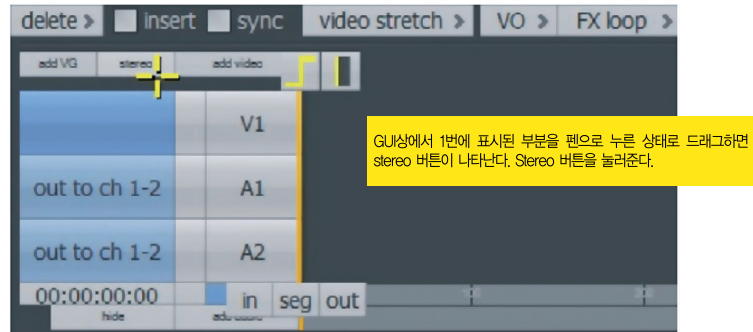 delete > insert sync video stretch > VO > FX loop >
add VG stereo add video
V1
GUI상에서 1번에 표시된 부분을 펜으로 누른 상태로 드래그하면
stereo 버튼이 나타난다. Stereo 버튼을 눌러준다.
out to ch 1-2 A1
out to ch 1-2 A2
00:00:00:00 in seg out
hide add audio